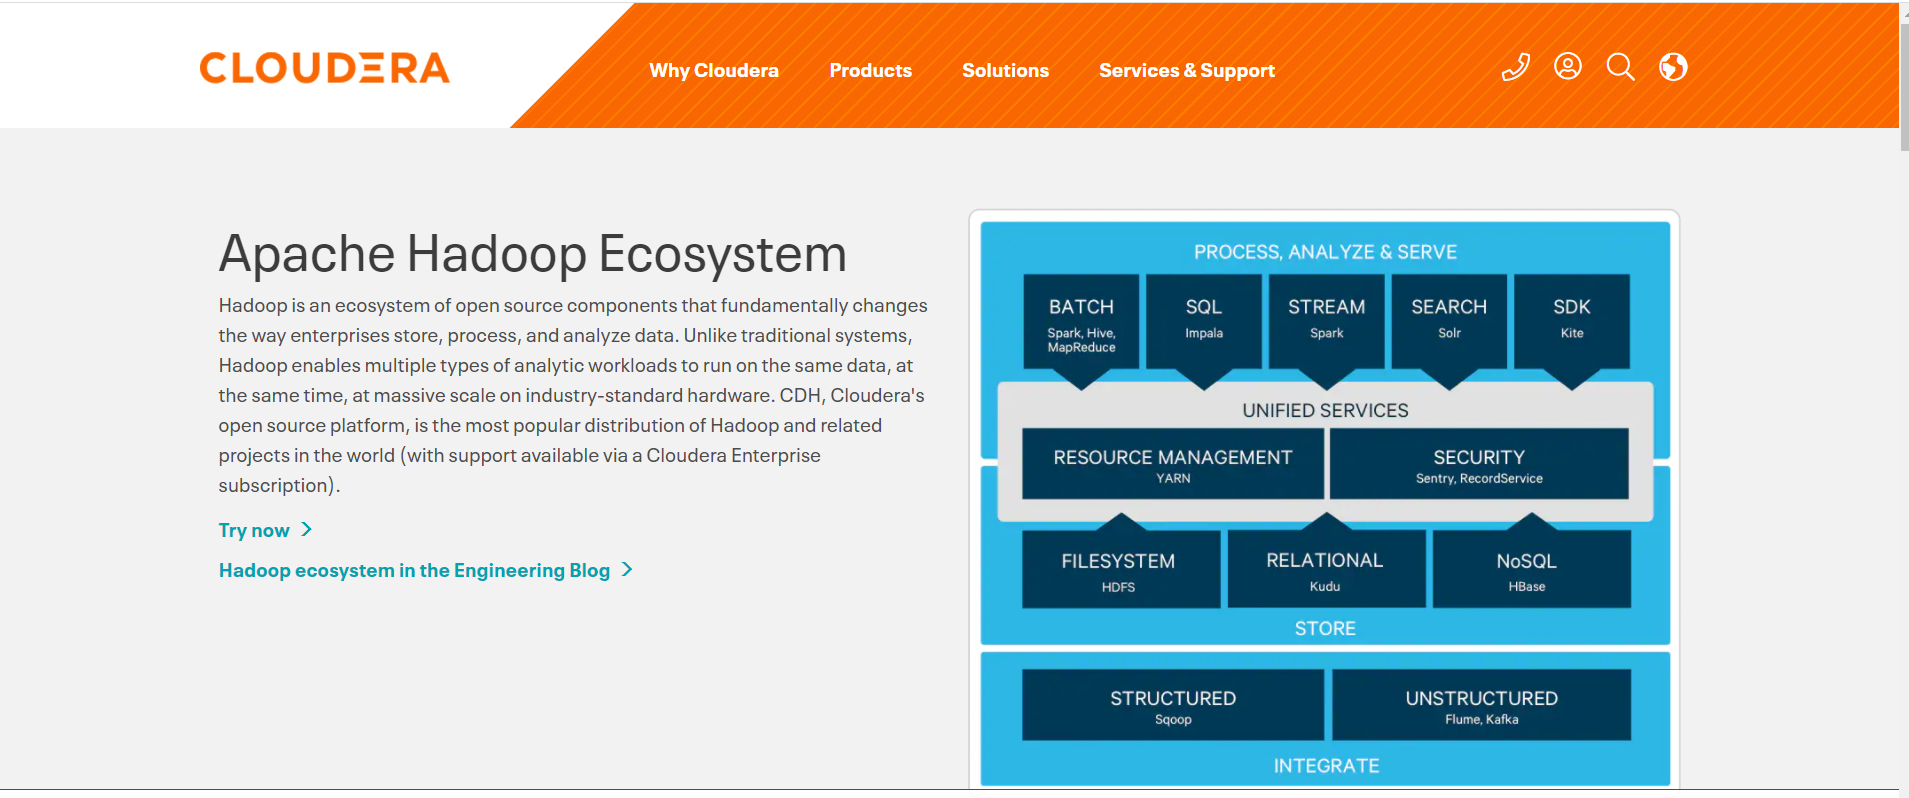 CLOUDERA
Why Cloudera
Products
Solutions
Services & Support
Apache Hadoop Ecosystem
Hadoop is an ecosystem of open source components that fundamentally changes
the way enterprises store, process, and analyze data. Unlike traditional systems,
Hadoop enables multiple types of analytic workloads to run on the same data, at
the same time, at massive scale on industry-standard hardware. CDH, Cloudera's
open source platform, is the most popular distribution of Hadoop and related
projects in the world (with support available via a Cloudera Enterprise
subscription).
Try now
Hadoop ecosystem in the Engineering Blog
PROCESS, ANALYZE & SERVE
BATCH
Spark, Hive,
MapReduce
SQL
Impala
STREAM
Spark
SEARCH
Solr
SDK
Kite
UNIFIED SERVICES
RESOURCE MANAGEMENT
YARN
SECURITY
Sentry, RecordService
FILESYSTEM
HDFS
RELATIONAL
Kudu
NoSQL
HBase
STORE
STRUCTURED
Sqoop
UNSTRUCTURED
Flume, Kafka
INTEGRATE